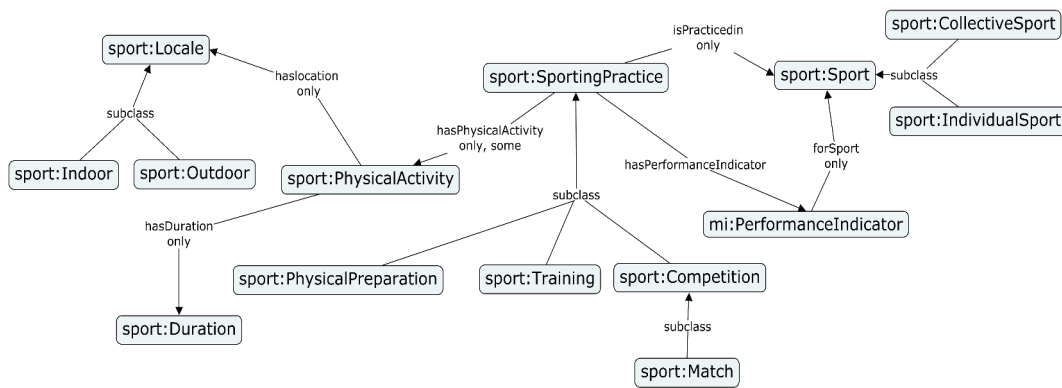 sport:CollectiveSport
isPracticedin
only
sport:Locale
sport:SportingPractice
sport:Sport
subclass
haslocation
only
subclass
sport:IndividualSport
hasPhysicalActivity
only, some
forSport
only
hasPerformanceIndicator
sport:Indoor
sport:Outdoor
sport:PhysicalActivity
subclass
hasDuration
only
mi:PerformanceIndicator
sport:PhysicalPreparation
sport:Training
sport:Competition
sport:Duration
subclass
sport:Match